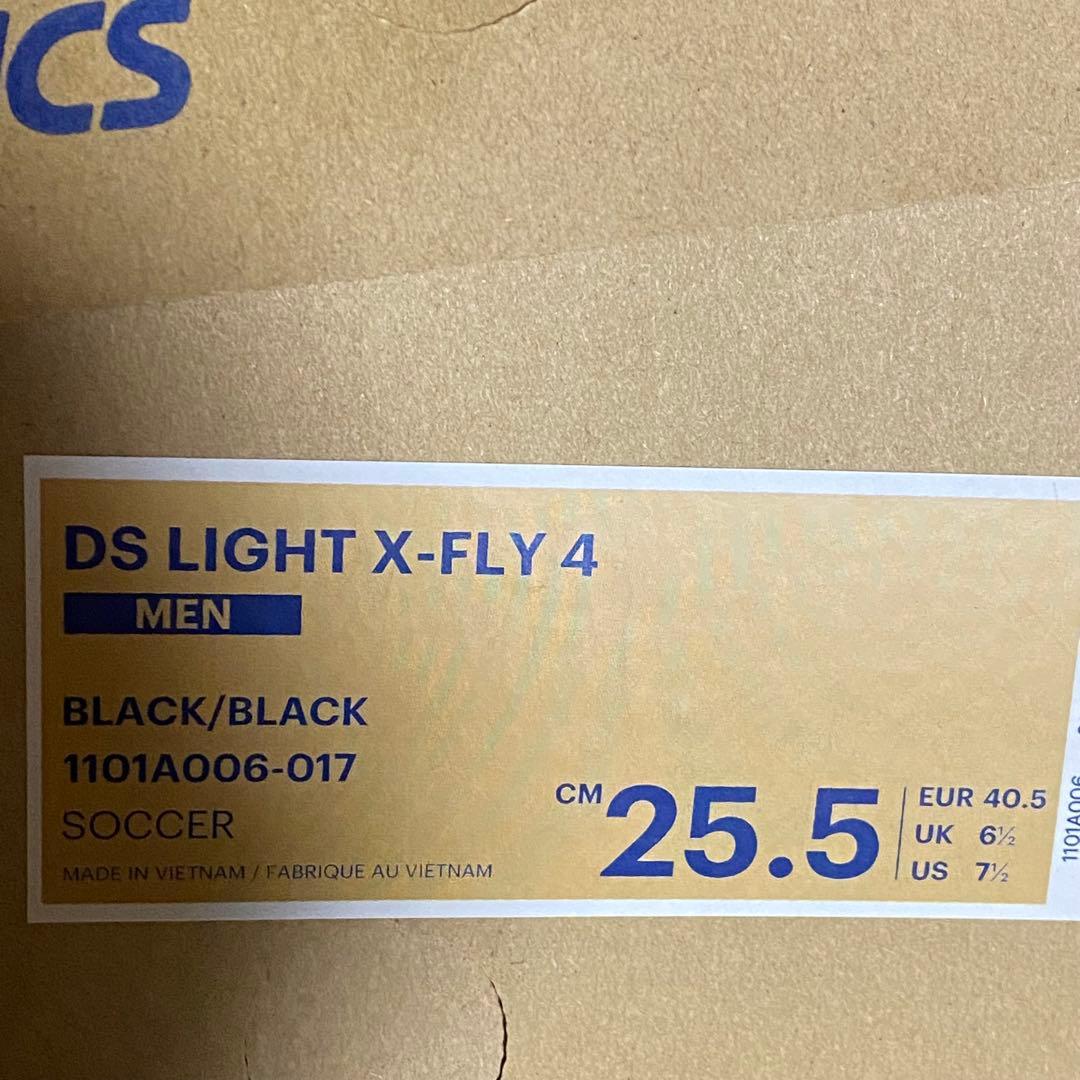 ICS
DS LIGHT X-FLY 4
MEN
BLACK/BLACK
1101A006-017
SOCCER
MADE IN VIETNAM / FABRIQUE AU VIETNAM
CM 25.5
EUR 40.5
UK 6½
US 7½
1101A006